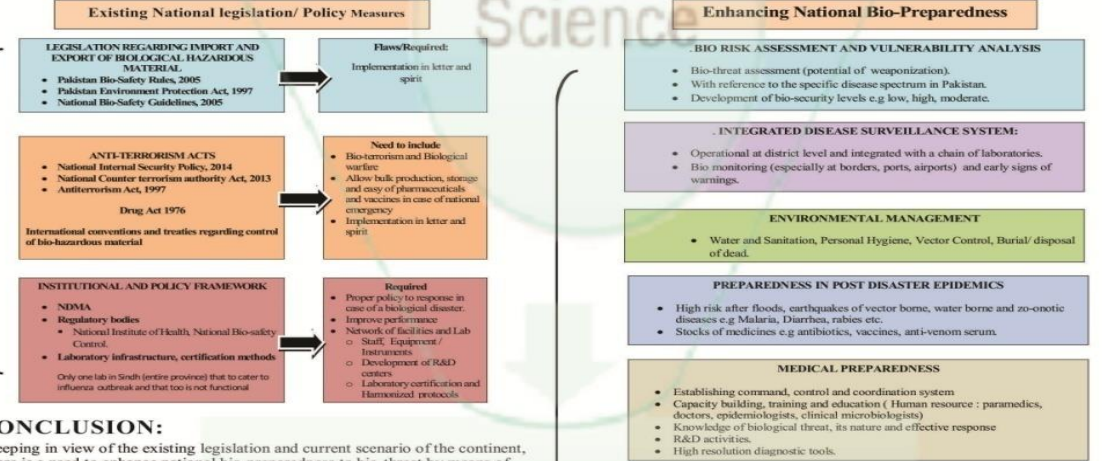 Science
Existing National legislation/ Policy Measures
LEGISLATION REGARDING IMPORT AND
EXPORT OF BIOLOGICAL HAZARDOUS
MATERIAL
• Pakistan Bio-Safety Rules, 2005
• Pakistan Environment Protection Act, 1997
• National Bio-Safety Guidelines, 2005
Flaws/Required:
Implementation in letter and
spirit
ANTI-TERRORISM ACTS
• National Internal Security Policy, 2014
• National Counter terrorism authority Act, 2013
• Antiterrorism Act, 1997
Drug Act 1976
International conventions and treaties regarding control
of bio-hazardous material
Need to include
• Bio-terrorism and Biological
warfare
• Allow bulk production, storage
and easy of pharmaceuticals
and vaccines in case of national
emergency
• Implementation in letter and
spirit
INSTITUTIONAL AND POLICY FRAMEWORK
• NDMA
• Regulatory bodies
• National Institute of Health, National Bio-safety
Control.
• Laboratory infrastructure, certification methods
Only one lab in Sindh (entire province) that to cater to
influenza outbreak and that too is not functional
Required
• Proper policy to response in
case of a biological disaster.
• Improve performance
• Network of facilities and Lab
o Staff, Equipment /
Instruments
o Development of R&D
centers
o Laboratory certification and
Harmonized protocols
ONCLUSION:
eeping in view of the existing legislation and current scenario of the continent,
is a need to enhance national bio-preparedness to bio-threat by means of
Enhancing National Bio-Preparedness
. BIO RISK ASSESSMENT AND VULNERABILITY ANALYSIS
• Bio-threat assessment (potential of weaponization).
• With reference to the specific disease spectrum in Pakistan.
• Development of bio-security levels e.g low, high, moderate.
. INTEGRATED DISEASE SURVEILLANCE SYSTEM:
• Operational at district level and integrated with a chain of laboratories.
• Bio monitoring (especially at borders, ports, airports) and early signs of
warnings.
ENVIRONMENTAL MANAGEMENT
• Water and Sanitation, Personal Hygiene, Vector Control, Burial/ disposal
of dead.
PREPAREDNESS IN POST DISASTER EPIDEMICS
• High risk after floods, earthquakes of vector borne, water borne and zo-onotic
diseases e.g Malaria, Diarrhea, rabies etc.
• Stocks of medicines e.g antibiotics, vaccines, anti-venom serum.
MEDICAL PREPAREDNESS
• Establishing command, control and coordination system
• Capacity building, training and education ( Human resource : paramedics,
doctors, epidemiologists, clinical microbiologists)
• Knowledge of biological threat, its nature and effective response
• R&D activities.
• High resolution diagnostic tools.